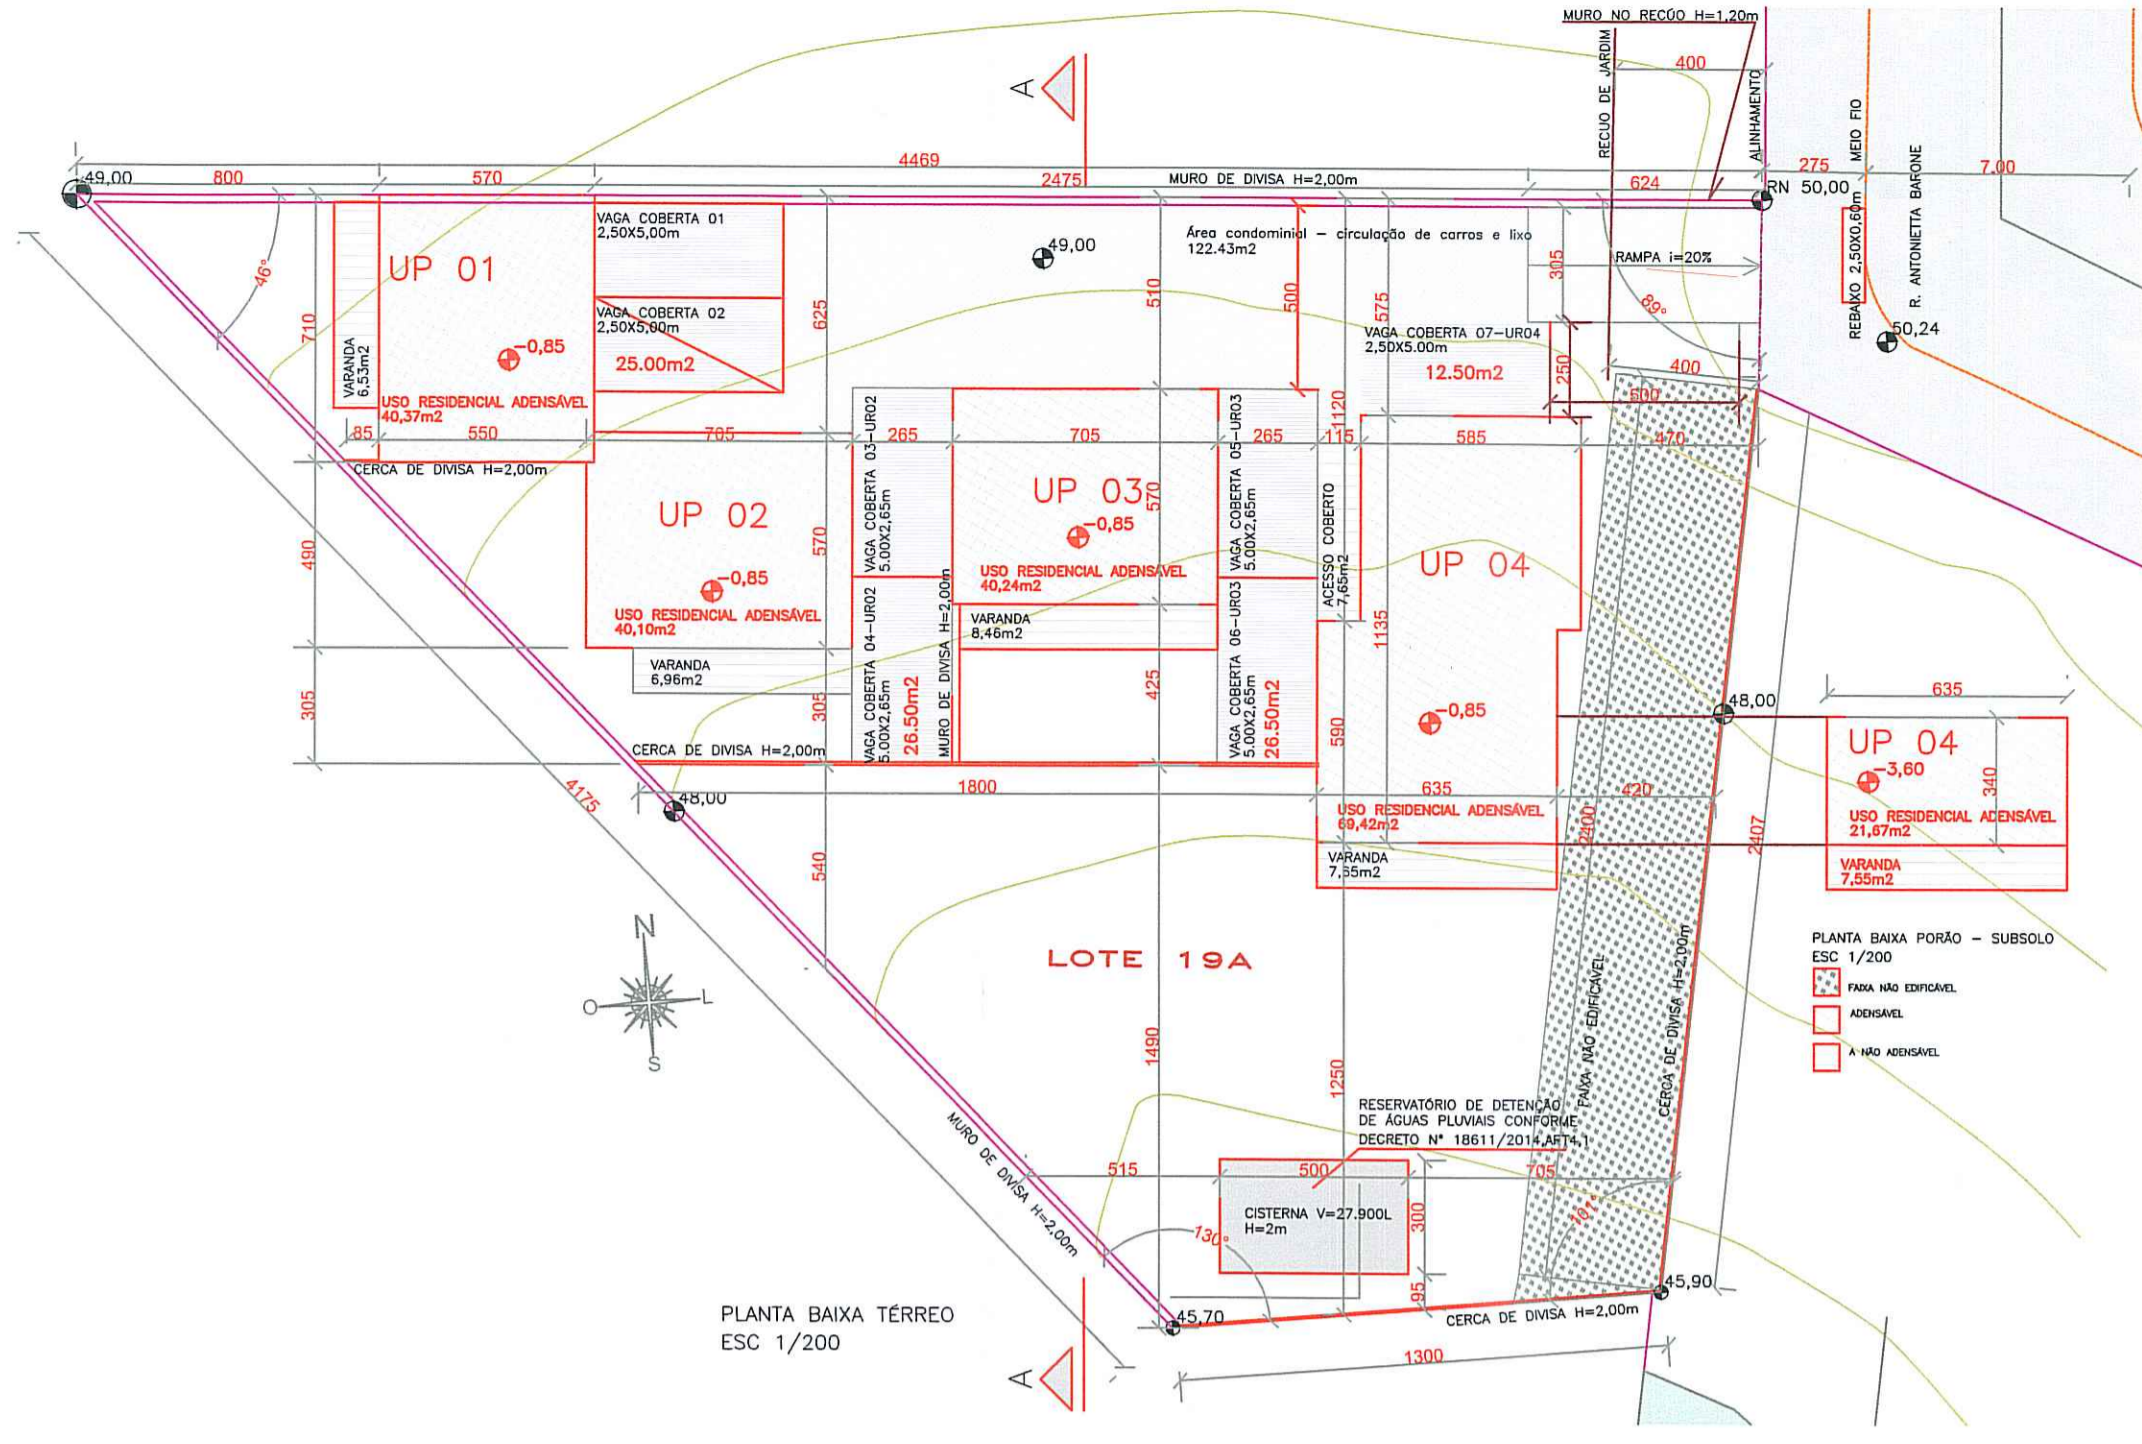 MURO NO RECÚO H=1,20m
RECUO DE JARDIM
400
ALINHAMENTO
275
MEIO FIO
7.00
R. ANTONIETTA BARONE
REBAIXO 2,50X0,60m
50,24
A
49,00
800
570
4469
2475
MURO DE DIVISA H=2,00m
624
RN 50,00
46°
710
UP 01
-0,85
VARANDA
6,53m2
USO RESIDENCIAL ADENSÁVEL
40,37m2
VAGA COBERTA 01
2,50X5,00m
VAGA COBERTA 02
2,50X5,00m
25.00m2
625
49,00
510
Área condominial – circulação de carros e lixo
122.43m2
500
575
305
RAMPA i=20%
89°
VAGA COBERTA 07-UR04
2,50X5.00m
12.50m2
250
400
500
1120
85
550
705
265
705
265
115
585
470
CERCA DE DIVISA H=2,00m
490
UP 02
-0,85
USO RESIDENCIAL ADENSÁVEL
40,10m2
570
VARANDA
6,96m2
305
305
CERCA DE DIVISA H=2,00m
VAGA COBERTA 03-UR02
5.00X2,65m
VAGA COBERTA 04-UR02
5.00X2,65m
26.50m2
MURO DE DIVISA H=2,00m
UP 03
570
-0,85
USO RESIDENCIAL ADENSÁVEL
40,24m2
VARANDA
8,46m2
425
VAGA COBERTA 05-UR03
5.00X2,65m
VAGA COBERTA 06-UR03
5.00X2,65m
26.50m2
ACESSO COBERTO
7,65m2
1135
590
UP 04
-0,85
48,00
635
UP 04
-3,60
340
USO RESIDENCIAL ADENSÁVEL
21,67m2
VARANDA
7,55m2
48,00
4175
1800
635
420
USO RESIDENCIAL ADENSÁVEL
69,42m2
VARANDA
2400
2407
540
LOTE 19A
N
O
L
S
FAIXA NÃO EDIFICÁVEL
CERCA DE DIVISA H=2,00m
PLANTA BAIXA PORÃO – SUBSOLO
ESC 1/200
FAIXA NÃO EDIFICÁVEL
ADENSÁVEL
A NÃO ADENSÁVEL
1490
1250
RESERVATÓRIO DE DETENÇÃO
DE ÁGUAS PLUVIAIS CONFORME
DECRETO N° 18611/2014,
MURO DE DIVISA H=2,00m
515
500
705
CISTERNA V=27.900L
H=2m
300
130°
101°
95
45,90
45,70
CERCA DE DIVISA H=2,00m
1300
PLANTA BAIXA TÉRREO
ESC 1/200
A